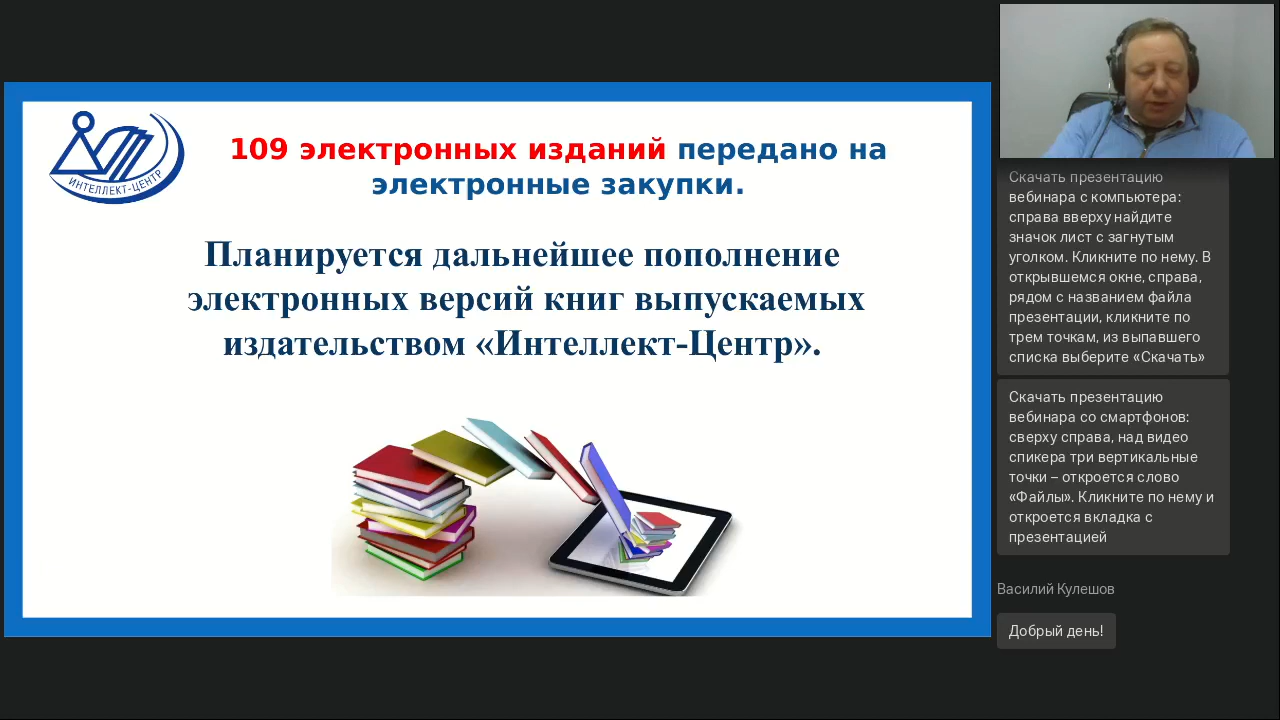 ИНТЕЛЛЕКТ-ЦЕНТР
109 электронных изданий передано на
электронные закупки.
Планируется дальнейшее пополнение
электронных версий книг выпускаемых
издательством «Интеллект-Центр».
Скачать презентацию
вебинара с компьютера:
справа вверху найдите
значок лист с загнутым
уголком. Кликните по нему. В
открывшемся окне, справа,
рядом с названием файла
презентации, кликните по
трем точкам, из выпавшего
списка выберите «Скачать»
Скачать презентацию
вебинара со смартфонов:
сверху справа, над видео
спикера три вертикальные
точки – откроется слово
«Файлы». Кликните по нему и
откроется вкладка с
презентацией
Василий Кулешов
Добрый день!